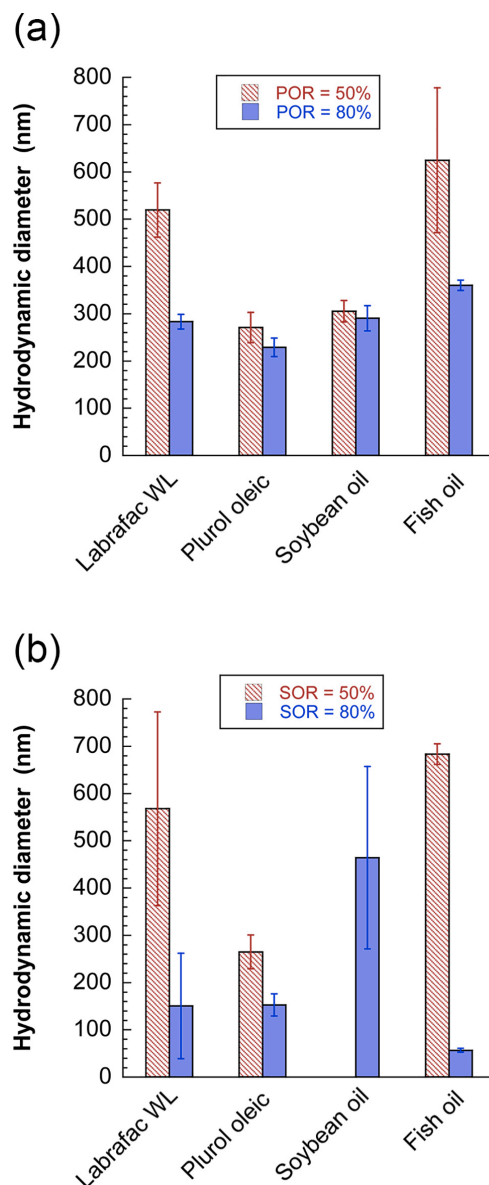 (a)
800
700
600
500
400
300
200
100
0
Hydrodynamic diameter (nm)
POR = 50%
POR = 80%
Labrafac WL
Plurol oleic
Soybean oil
Fish oil
(b)
800
700
600
500
400
300
200
100
0
Hydrodynamic diameter (nm)
SOR = 50%
SOR = 80%
Labrafac WL
Plurol oleic
Soybean oil
Fish oil